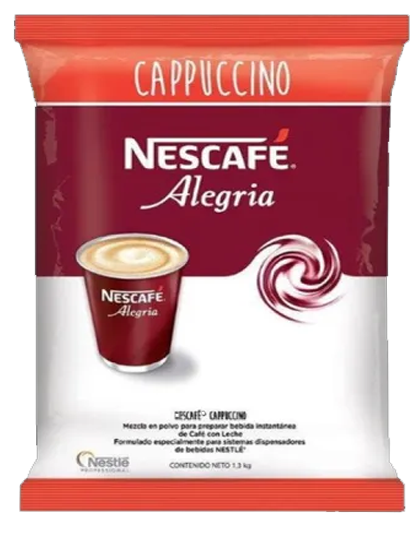 CAPPUCCINO
NESCAFÉ®
Alegria
NESCAFÉ
Alegria
NESCAFÉ® CAPPUCCINO
Mezcla en polvo para preparar bebida instantánea
de Café con Leche
Formulado especialmente para sistemas dispensadores
de bebidas NESTLÉ®
Nestlé
PROFESSIONAL
CONTENIDO NETO 1,3 kg